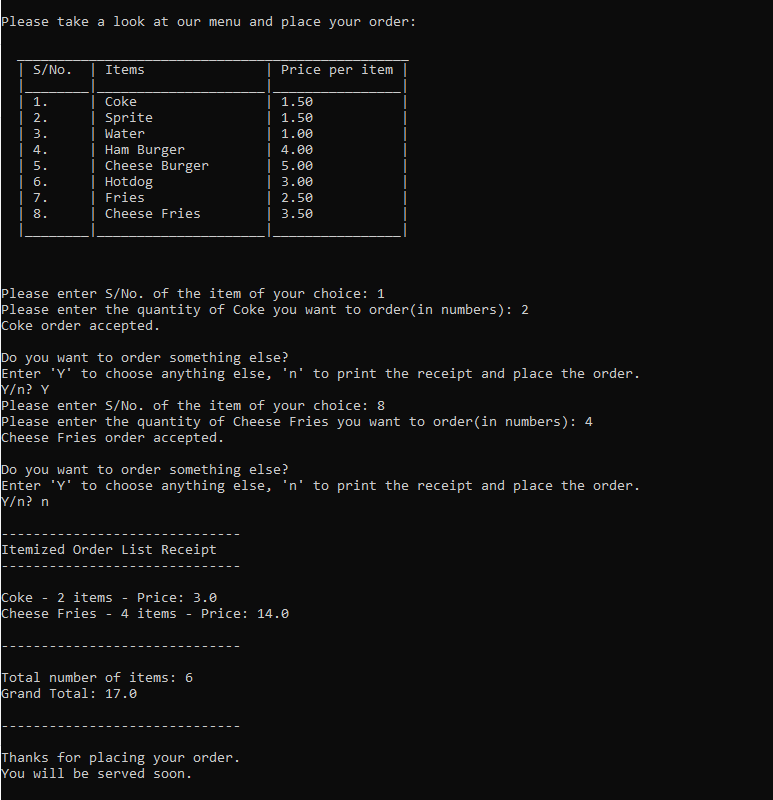 Please take a look at our menu and place your order:
| S/No. | Items | Price per item |
| 1. | Coke | 1.50 |
| 2. | Sprite | 1.50 |
| 3. | Water | 1.00 |
| 4. | Ham Burger | 4.00 |
| 5. | Cheese Burger | 5.00 |
| 6. | Hotdog | 3.00 |
| 7. | Fries | 2.50 |
| 8. | Cheese Fries | 3.50 |
Please enter S/No. of the item of your choice: 1
Please enter the quantity of Coke you want to order(in numbers): 2
Coke order accepted.
Do you want to order something else?
Enter 'Y' to choose anything else, 'n' to print the receipt and place the order.
Y/n? Y
Please enter S/No. of the item of your choice: 8
Please enter the quantity of Cheese Fries you want to order(in numbers): 4
Cheese Fries order accepted.
Do you want to order something else?
Enter 'Y' to choose anything else, 'n' to print the receipt and place the order.
Y/n? n
------------------------------
Itemized Order List Receipt
------------------------------
Coke - 2 items - Price: 3.0
Cheese Fries - 4 items - Price: 14.0
------------------------------
Total number of items: 6
Grand Total: 17.0
------------------------------
Thanks for placing your order.
You will be served soon.